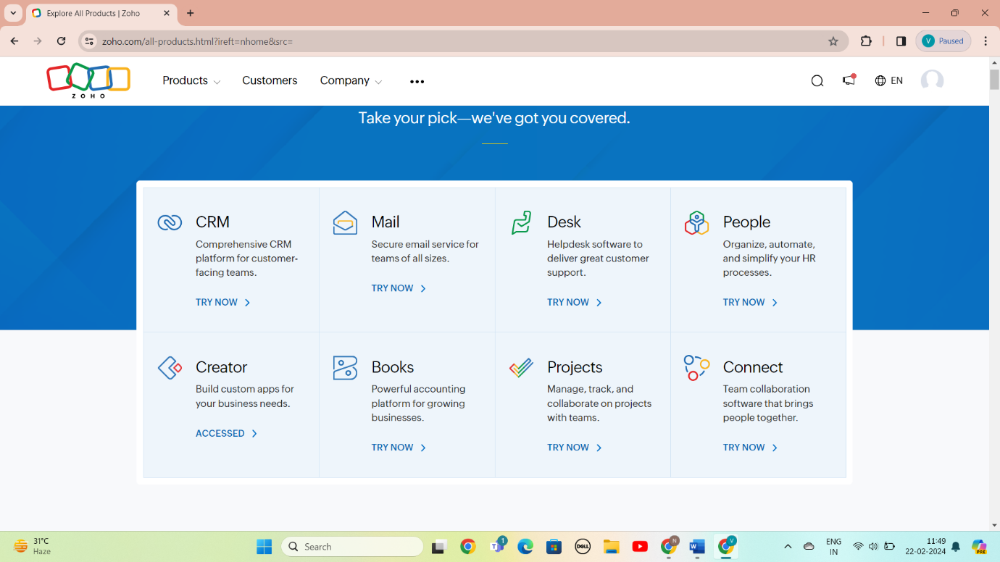 Explore All Products | Zoho
zoho.com/all-products.html?ireft=nhome&src=
V Paused
ZOHO
Products
Customers
Company
EN
Take your pick—we've got you covered.
CRM
Comprehensive CRM
platform for customer-
facing teams.
TRY NOW
Mail
Secure email service for
teams of all sizes.
TRY NOW
Desk
Helpdesk software to
deliver great customer
support.
TRY NOW
People
Organize, automate,
and simplify your HR
processes.
TRY NOW
Creator
Build custom apps for
your business needs.
ACCESSED
Books
Powerful accounting
platform for growing
businesses.
TRY NOW
Projects
Manage, track, and
collaborate on projects
with teams.
TRY NOW
Connect
Team collaboration
software that brings
people together.
TRY NOW
31°C
Haze
Search
1
DELL
N
W
V
ENG
IN
11:49
22-02-2024
PRE